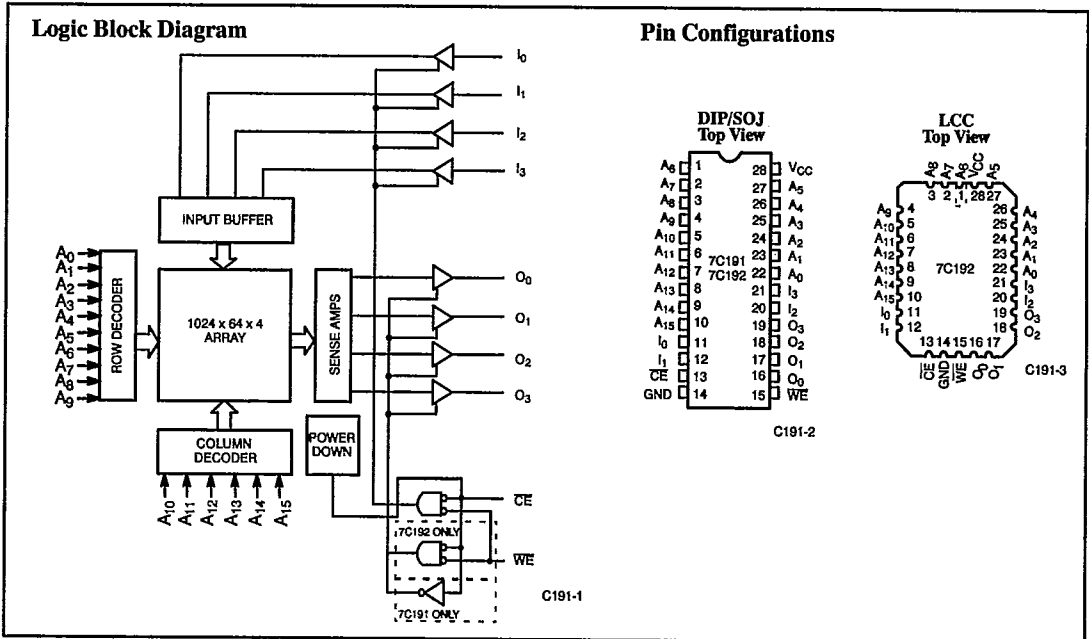 Logic Block Diagram
I0
I1
I2
I3
INPUT BUFFER
A0
A1
A2
A3
A4
A5
A6
A7
A8
A9
ROW DECODER
1024 x 64 x 4
ARRAY
SENSE AMPS
O0
O1
O2
O3
COLUMN
DECODER
POWER
DOWN
A10
A11
A12
A13
A14
A15
CE
7C192 ONLY
WE
7C191 ONLY
C191-1
Pin Configurations
DIP/SOJ
Top View
A6 1 28 VCC
A7 2 27 A5
A8 3 26 A4
A9 4 25 A3
A10 5 24 A2
A11 6 23 A1
A12 7 22 A0
A13 8 21 I3
A14 9 20 I2
A15 10 19 O3
I0 11 18 O2
I1 12 17 O1
CE 13 16 O0
GND 14 15 WE
7C191
7C192
C191-2
LCC
Top View
A8 A7 A6 VCC A5
3 2 1 28 27
A9 4 26 A4
A10 5 25 A3
A11 6 24 A2
A12 7 23 A1
A13 8 22 A0
A14 9 21 I3
A15 10 20 I2
I0 11 19 O3
I1 12 18 O2
7C192
13 14 15 16 17
CE GND WE O0 O1
C191-3